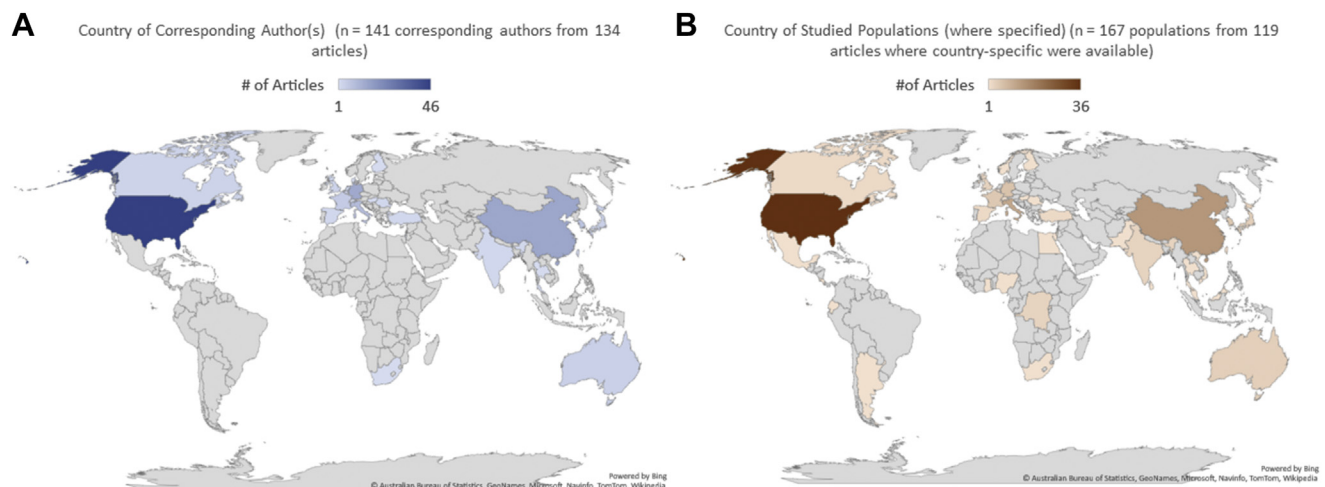 A
Country of Corresponding Author(s) (n = 141 corresponding authors from 134
articles)
# of Articles
1 46
Powered by Bing
© Australian Bureau of Statistics, GeoNames, Microsoft, Navinfo, TomTom, Wikipedia
B
Country of Studied Populations (where specified) (n = 167 populations from 119
articles where country-specific were available)
#of Articles
1 36
Powered by Bing
© Australian Bureau of Statistics, GeoNames, Microsoft, Navinfo, TomTom, Wikipedia